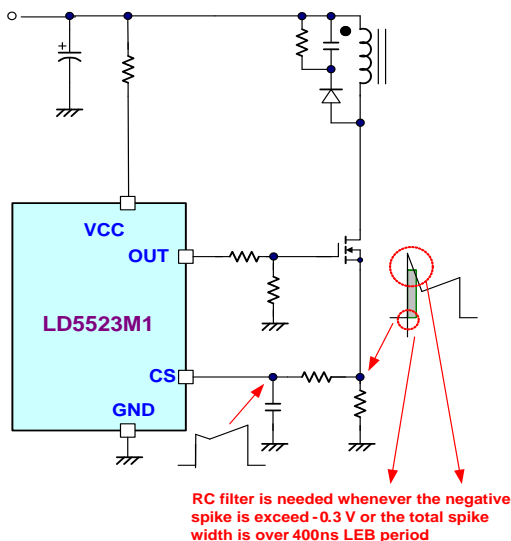 +
VCC
OUT
LD5523M1
CS
GND
RC filter is needed whenever the negative
spike is exceed -0.3 V or the total spike
width is over 400ns LEB period